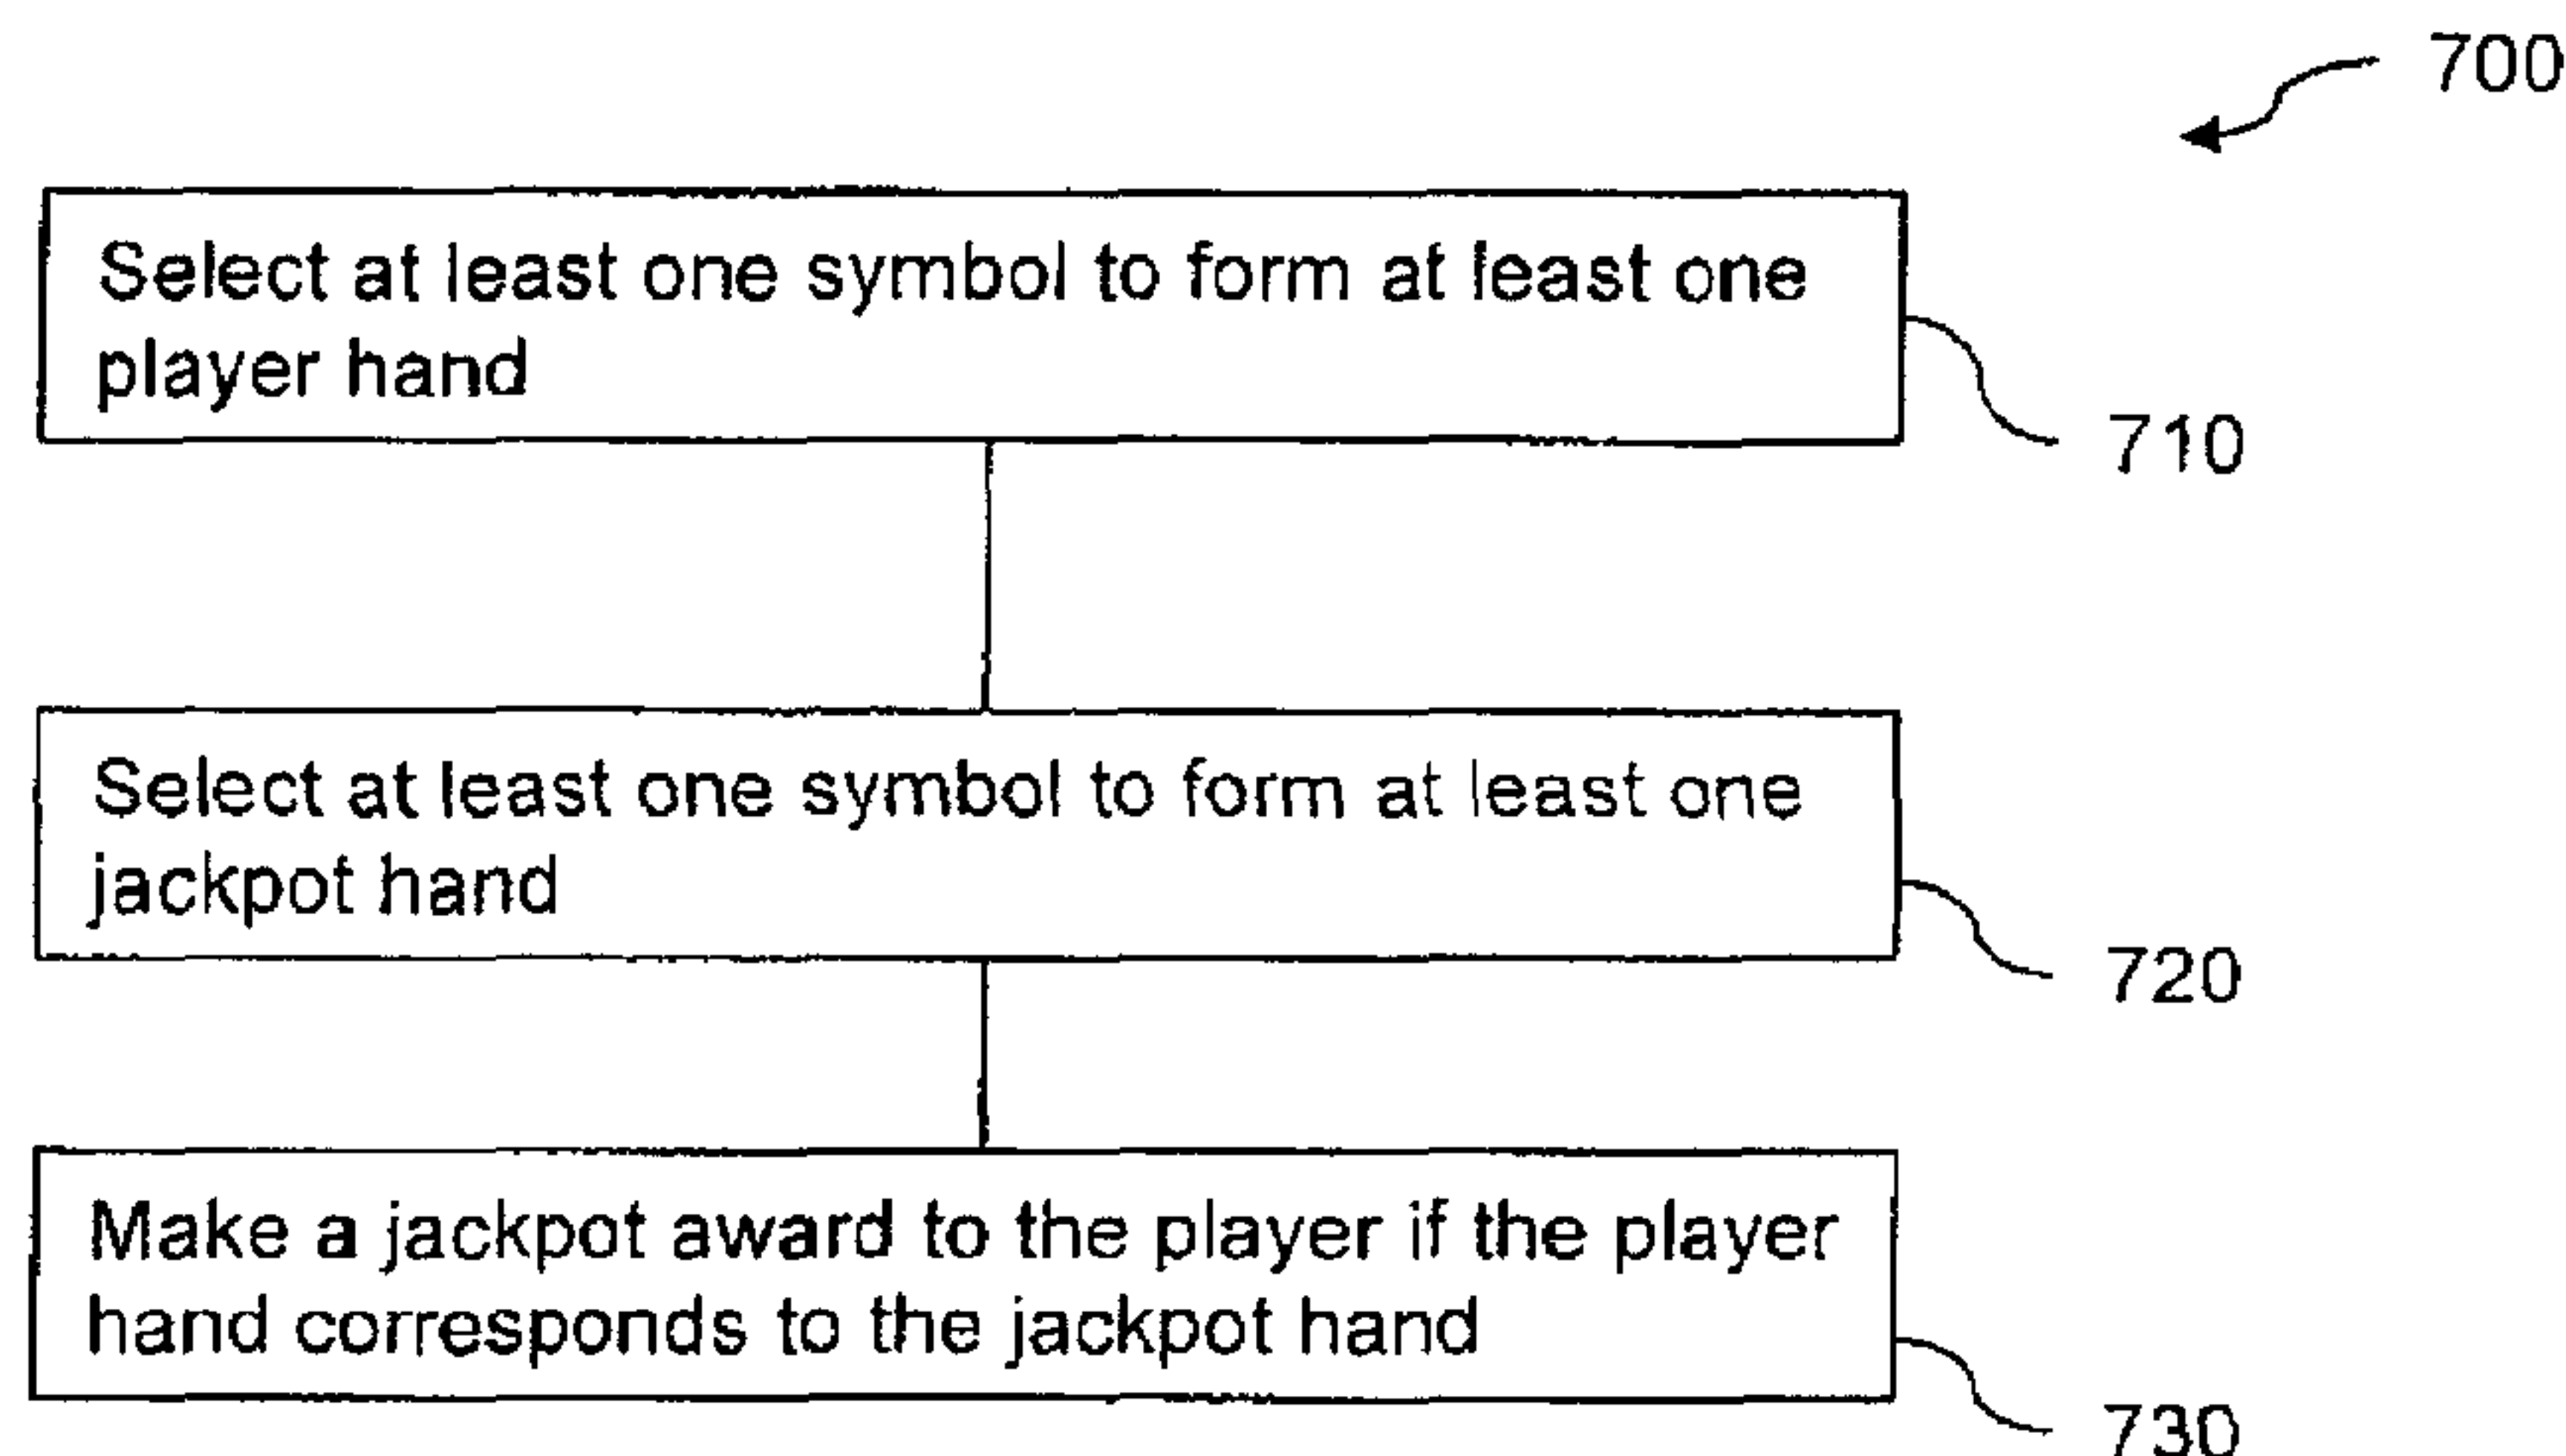 700
Select at least one symbol to form at least one
player hand
710
Select at least one symbol to form at least one
jackpot hand
720
Make a jackpot award to the player if the player
hand corresponds to the jackpot hand
730